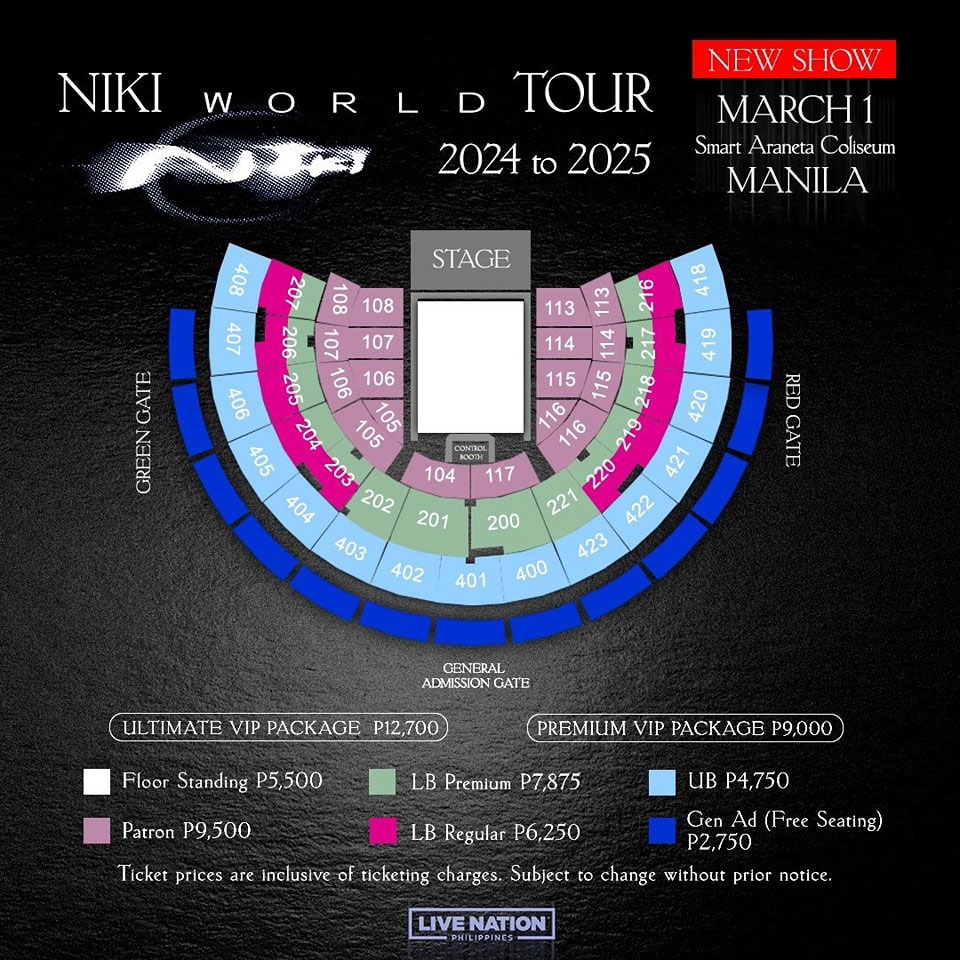 NIKI WORLD TOUR
2024 to 2025
NEW SHOW
MARCH 1
Smart Araneta Coliseum
MANILA
STAGE
408
207
108
108
113
113
216
418
407
206
107
107
114
114
217
419
406
205
106
106
115
115
218
420
405
204
105
105
116
116
219
421
404
203
CONTROL
BOOTH
220
422
104
117
202
201
200
221
403
402
401
400
423
GREEN GATE
RED GATE
GENERAL
ADMISSION GATE
ULTIMATE VIP PACKAGE P12,700
PREMIUM VIP PACKAGE P9,000
Floor Standing P5,500
LB Premium P7,875
UB P4,750
Patron P9,500
LB Regular P6,250
Gen Ad (Free Seating)
P2,750
Ticket prices are inclusive of ticketing charges. Subject to change without prior notice.
LIVE NATION
PHILIPPINES